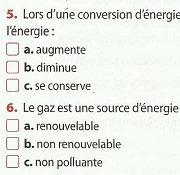 5. Lors d'une conversion d'énergie
l'énergie :
a. augmente
b. diminue
c. se conserve
6. Le gaz est une source d'énergie
a. renouvelable
b. non renouvelable
c. non polluante